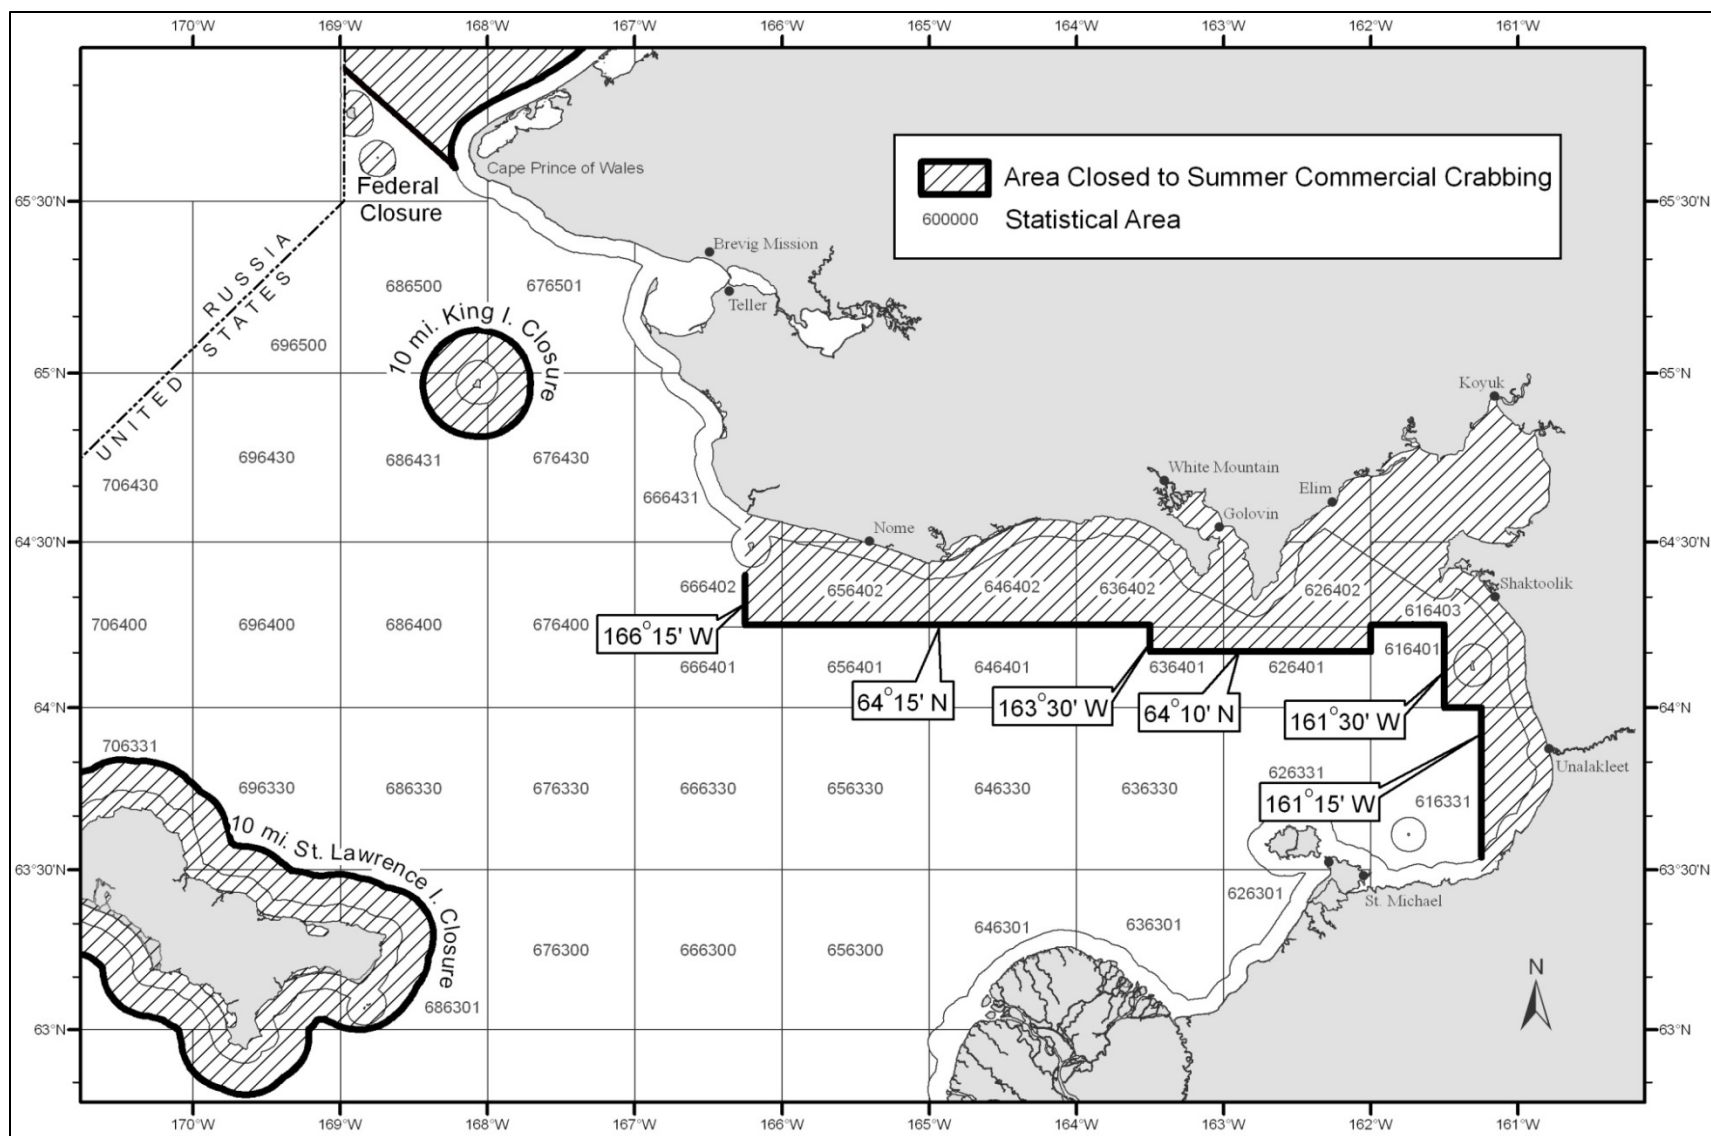 170°W 169°W 168°W 167°W 166°W 165°W 164°W 163°W 162°W 161°W
Cape Prince of Wales
Area Closed to Summer Commercial Crabbing
600000 Statistical Area
Federal
Closure
65°30'N
65°30'N
RUSSIA
UNITED STATES
Brevig Mission
Teller
686500
676501
696500
10 mi. King I. Closure
65°N
65°N
Koyuk
696430
686431
676430
706430
666431
White Mountain
Elim
Golovin
Nome
64°30'N
64°30'N
Shaktoolik
666402
656402
646402
636402
626402
616403
706400
696400
686400
676400
166°15' W
666401
656401
646401
636401
626401
616401
64°15' N
163°30' W
64°10' N
161°30' W
64°N
64°N
706331
Unalakleet
696330
686330
676330
666330
656330
646330
636330
626331
161°15' W
616331
10 mi. St. Lawrence I. Closure
63°30'N
63°30'N
St. Michael
626301
636301
646301
676300
666300
656300
686301
N
63°N
63°N
170°W 169°W 168°W 167°W 166°W 165°W 164°W 163°W 162°W 161°W